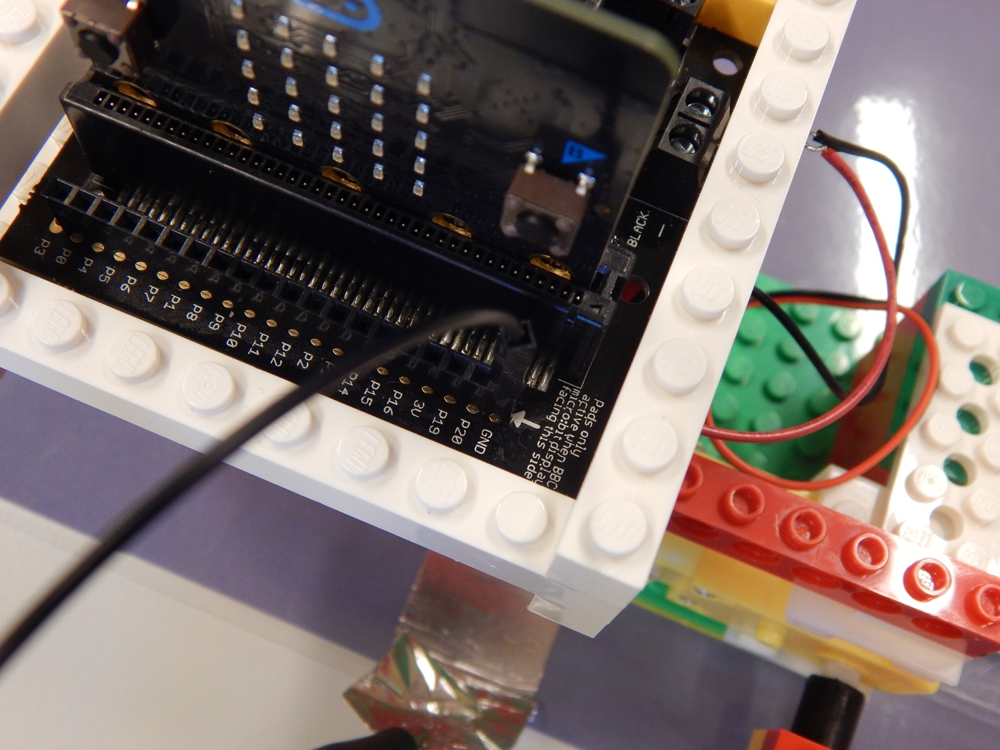 B
BLACK
—
P3
P0
P4
P5
P6
P7
P1
P8
P9
P10
P11
P12
P2
P14
P15
P16
3V
P19
P20
GND
Pads only
active when BBC
micro:bit display
facing this side